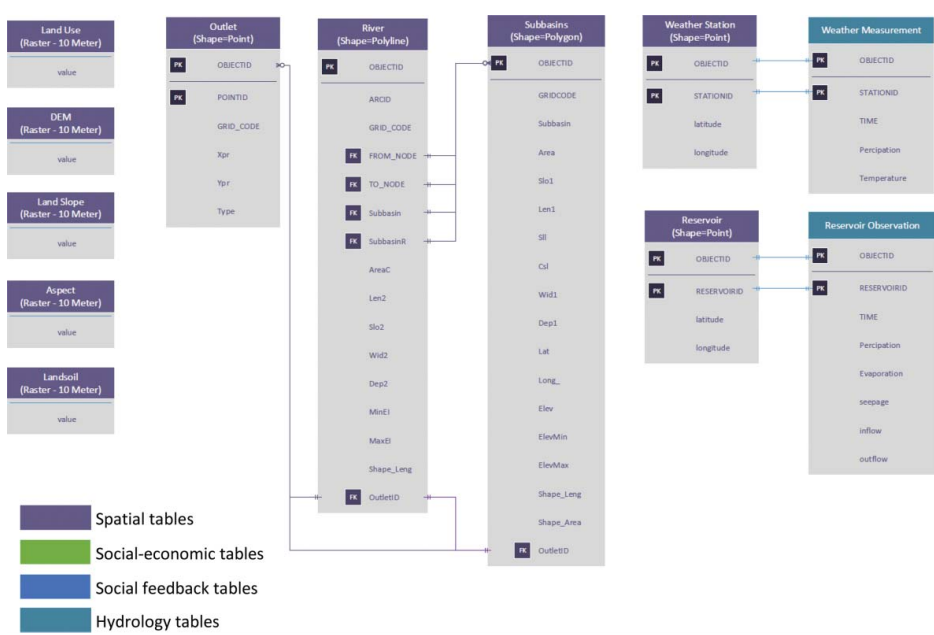 Land Use
(Raster - 10 Meter)
value
DEM
(Raster - 10 Meter)
value
Land Slope
(Raster - 10 Meter)
value
Aspect
(Raster - 10 Meter)
value
Landsoil
(Raster - 10 Meter)
value
Outlet
(Shape=Point)
PK OBJECTID
PK POINTID
GRID_CODE
Xpr
Ypr
Type
River
(Shape=Polyline)
PK OBJECTID
ARCID
GRID_CODE
FK FROM_NODE
FK TO_NODE
FK Subbasin
FK SubbasinR
AreaC
Len2
Slo2
Wid2
Dep2
MinEl
MaxEl
Shape_Leng
FK OutletID
Subbasins
(Shape=Polygon)
PK OBJECTID
GRIDCODE
Subbasin
Area
Slo1
Len1
Sll
Csl
Wid1
Dep1
Lat
Long_
Elev
ElevMin
ElevMax
Shape_Leng
Shape_Area
FK OutletID
Weather Station
(Shape=Point)
PK OBJECTID
PK STATIONID
latitude
longitude
Weather Measurement
PK OBJECTID
PK STATIONID
TIME
Percipation
Temperature
Reservoir
(Shape=Point)
PK OBJECTID
PK RESERVOIRID
latitude
longitude
Reservoir Observation
PK OBJECTID
PK RESERVOIRID
TIME
Percipation
Evaporation
seepage
inflow
outflow
Spatial tables
Social-economic tables
Social feedback tables
Hydrology tables